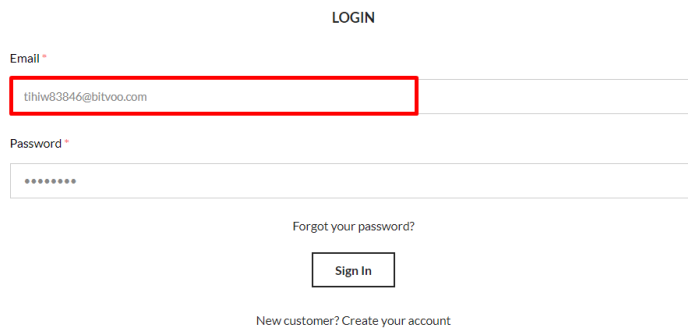 LOGIN
Email *
tihiw83846@bitvoo.com
Password *
••••••••
Forgot your password?
Sign In
New customer? Create your account